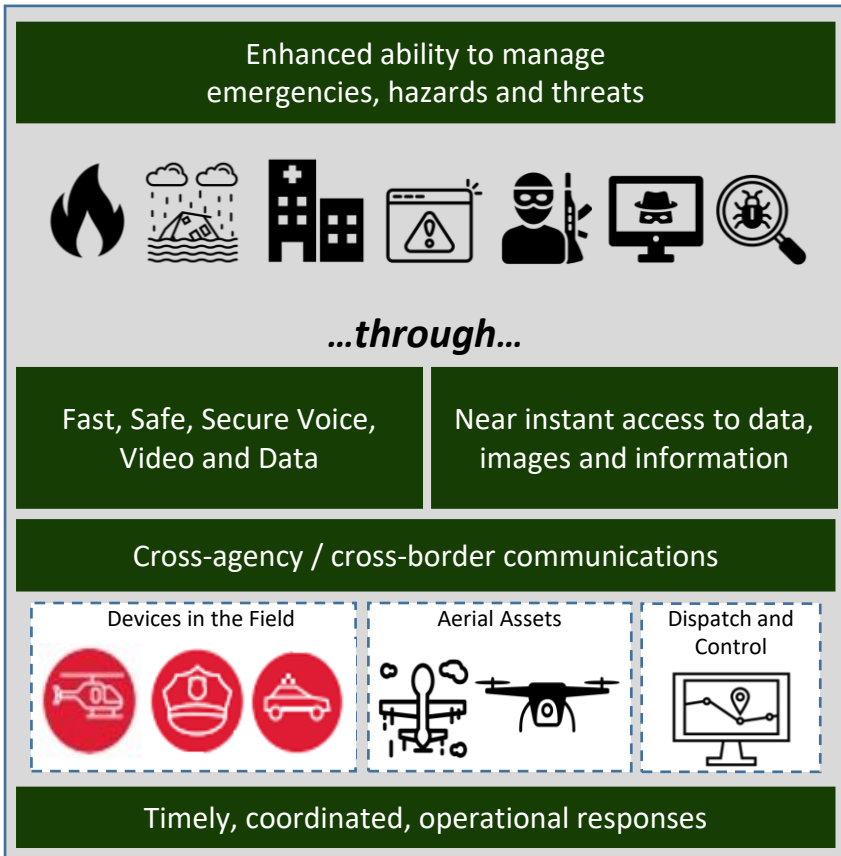 Enhanced ability to manage
emergencies, hazards and threats
...through...
Fast, Safe, Secure Voice,
Video and Data
Near instant access to data,
images and information
Cross-agency / cross-border communications
Devices in the Field
Aerial Assets
Dispatch and
Control
Timely, coordinated, operational responses